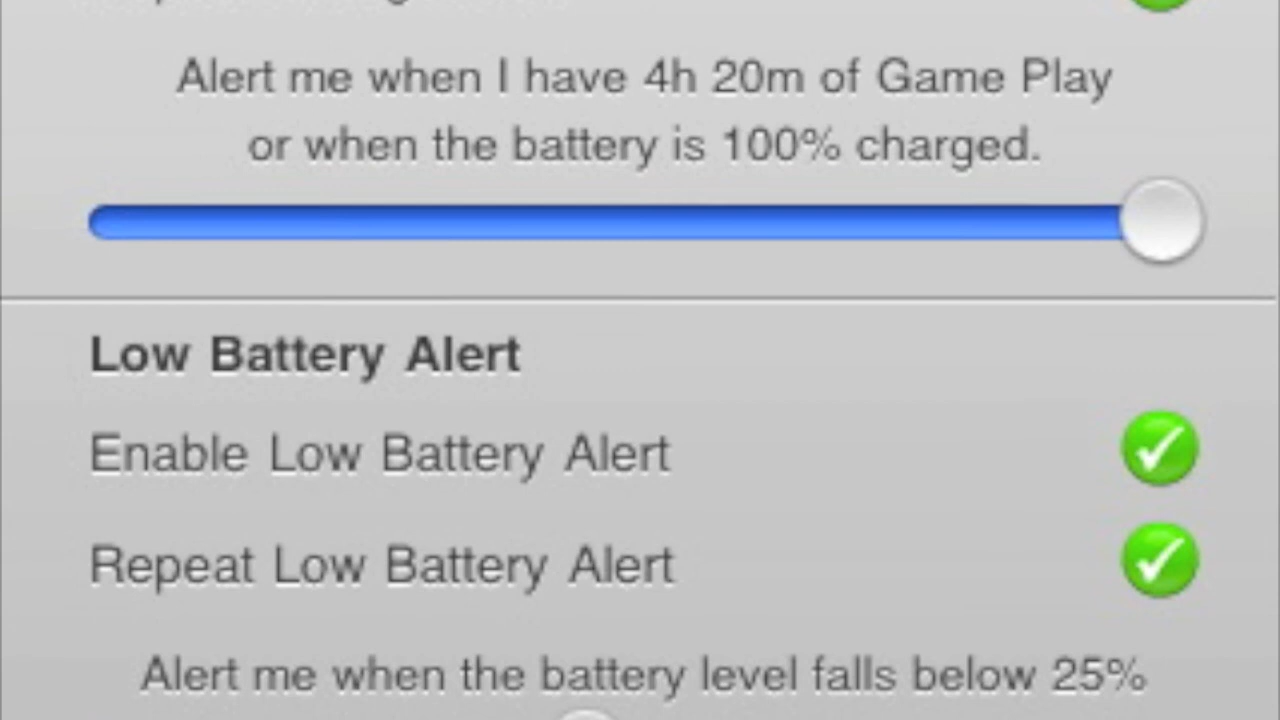 Alert me when I have 4h 20m of Game Play
or when the battery is 100% charged.
Low Battery Alert
Enable Low Battery Alert
Repeat Low Battery Alert
Alert me when the battery level falls below 25%